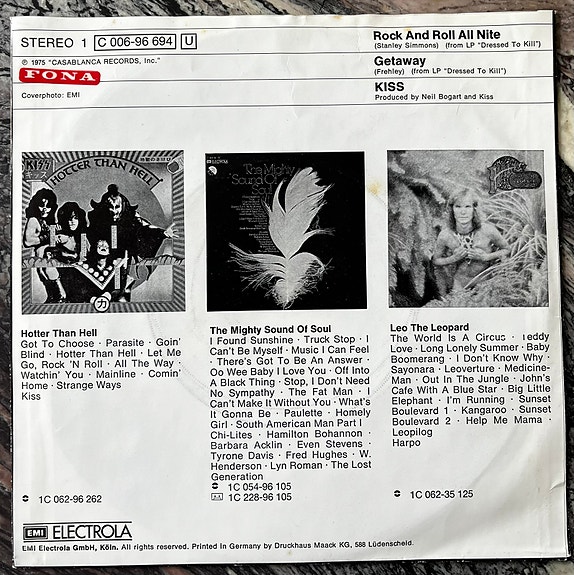 STEREO 1 C 006-96 694 U
℗ 1975 "CASABLANCA RECORDS, Inc."
FONA
Coverphoto: EMI
Rock And Roll All Nite
(Stanley Simmons) (from LP "Dressed To Kill")
Getaway
(Frehley) (from LP "Dressed To Kill")
KISS
Produced by Neil Bogart and Kiss
KISS
キッス
HOTTER THAN HELL
地獄のさけび
力
The Mighty
Sound Of
Soul
Hotter Than Hell
Got To Choose · Parasite · Goin'
Blind · Hotter Than Hell · Let Me
Go, Rock 'N Roll · All The Way ·
Watchin' You · Mainline · Comin'
Home · Strange Ways
Kiss
1C 062-96 262
The Mighty Sound Of Soul
I Found Sunshine · Truck Stop · I
Can't Be Myself · Music I Can Feel
· There's Got To Be An Answer ·
Oo Wee Baby I Love You · Off Into
A Black Thing · Stop, I Don't Need
No Sympathy · The Fat Man · I
Can't Make It Without You · What's
It Gonna Be · Paulette · Homely
Girl · South American Man Part I
Chi-Lites · Hamilton Bohannon ·
Barbara Acklin · Even Stevens ·
Tyrone Davis · Fred Hughes · W.
Henderson · Lyn Roman · The Lost
Generation
1C 054-96 105
1C 228-96 105
Leo The Leopard
The World Is A Circus · Teddy
Love · Long Lonely Summer · Baby
Boomerang · I Don't Know Why ·
Sayonara · Leoverture · Medicine-
Man · Out In The Jungle · John's
Cafe With A Blue Star · Big Little
Elephant · I'm Running · Sunset
Boulevard 1 · Kangaroo · Sunset
Boulevard 2 · Help Me Mama ·
Leopilog
Harpo
1C 062-35 125
EMI ELECTROLA
EMI Electrola GmbH, Köln. All rights reserved. Printed in Germany by Druckhaus Maack KG, 588 Lüdenscheid.